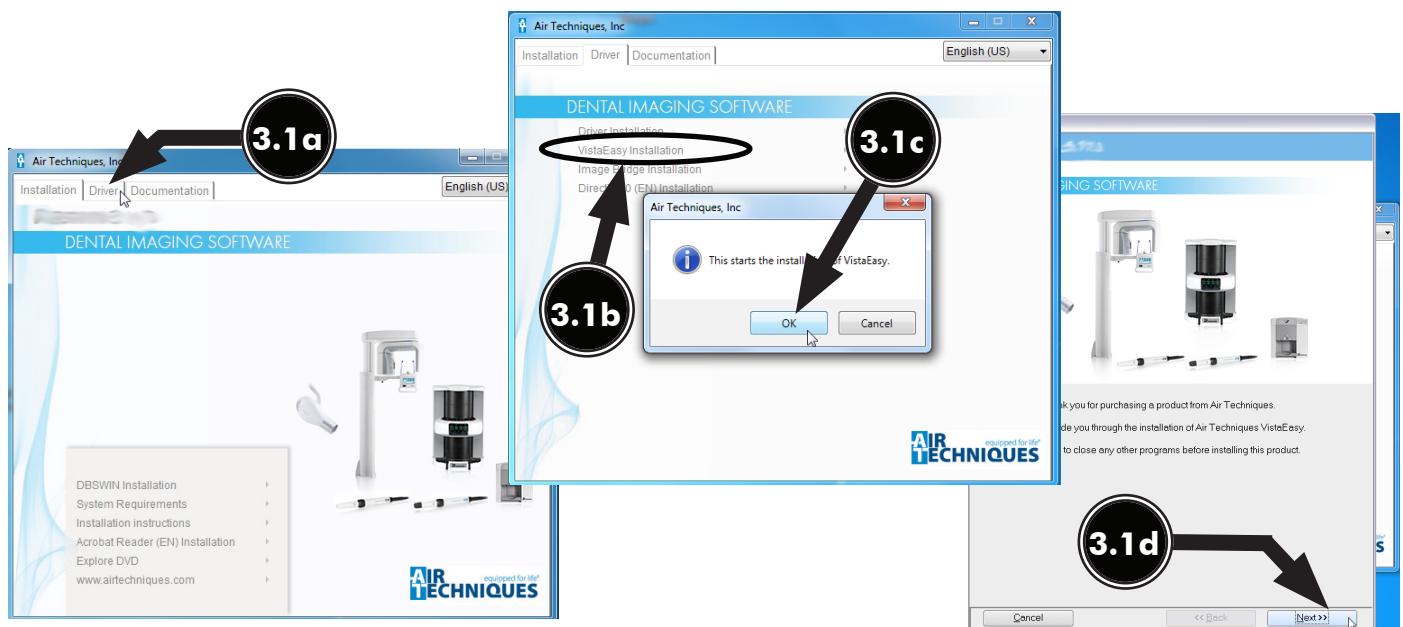 3.1a
Air Techniques, Inc
Installation Driver Documentation
English (US)
DENTAL IMAGING SOFTWARE
DBSWIN Installation
System Requirements
Installation instructions
Acrobat Reader (EN) Installation
Explore DVD
www.airtechniques.com
AIR TECHNIQUES
equipped for life®
Air Techniques, Inc
Installation Driver Documentation
English (US)
DENTAL IMAGING SOFTWARE
Driver Installation
VistaEasy Installation
Image Bridge Installation
(EN) Installation
3.1b
3.1c
Air Techniques, Inc
This starts the of VistaEasy.
OK Cancel
AIR TECHNIQUES
equipped for life®
SOFTWARE
you for purchasing a product from Air Techniques.
you through the installation of Air Techniques VistaEasy.
to close any other programs before installing this product.
3.1d
Cancel << Back Next >>